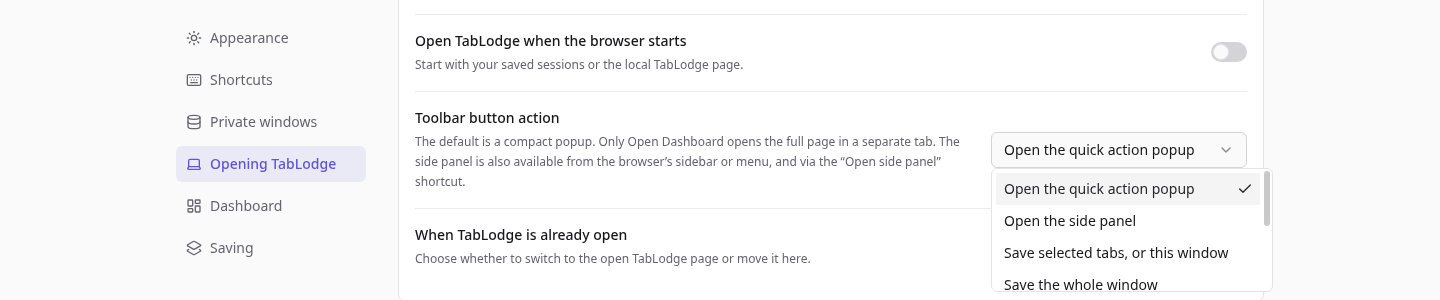 Appearance
Shortcuts
Private windows
Opening TabLodge
Dashboard
Saving
Open TabLodge when the browser starts
Start with your saved sessions or the local TabLodge page.
Toolbar button action
The default is a compact popup. Only Open Dashboard opens the full page in a separate tab. The
side panel is also available from the browser’s sidebar or menu, and via the “Open side panel”
shortcut.
Open the quick action popup
Open the quick action popup
Open the side panel
Save selected tabs, or this window
Save the whole window
When TabLodge is already open
Choose whether to switch to the open TabLodge page or move it here.